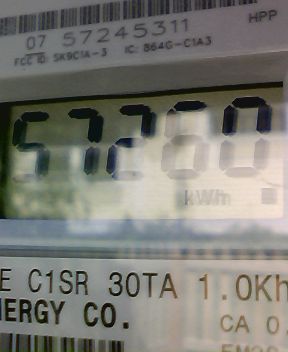 HPP
07 57245311
FCC ID: SK9C1A-3 IC: 864G-C1A3
57260
kWh
C1SR 30TA 1.0Kh
CO.
CA 0.